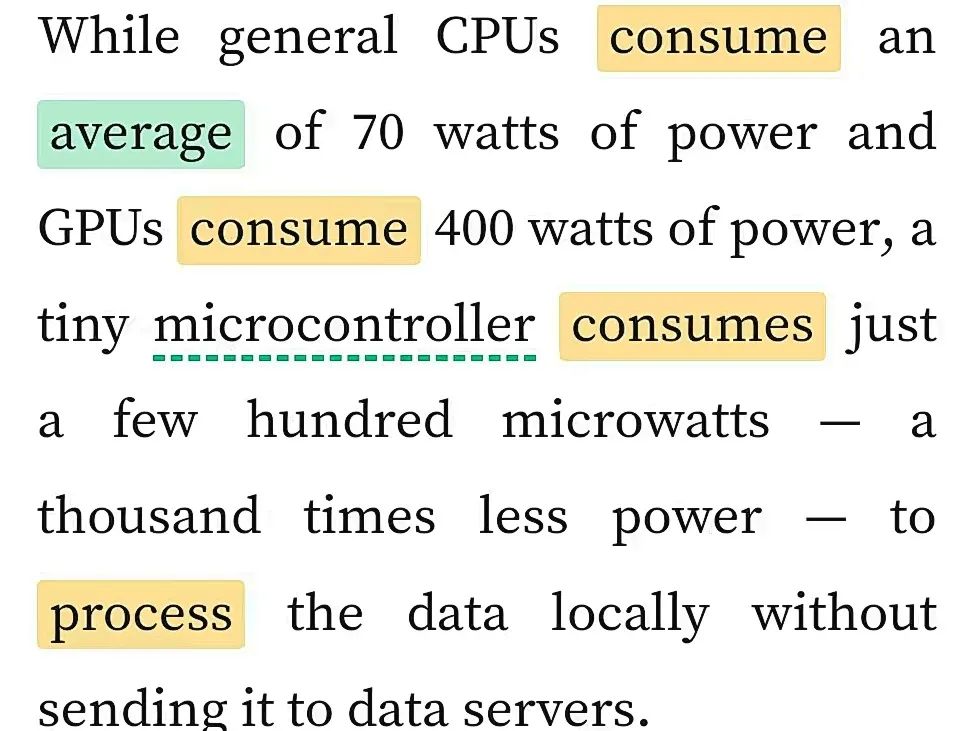 While general CPUs consume an
average of 70 watts of power and
GPUs consume 400 watts of power, a
tiny microcontroller consumes just
a few hundred microwatts — a
thousand times less power — to
process the data locally without
sending it to data servers.